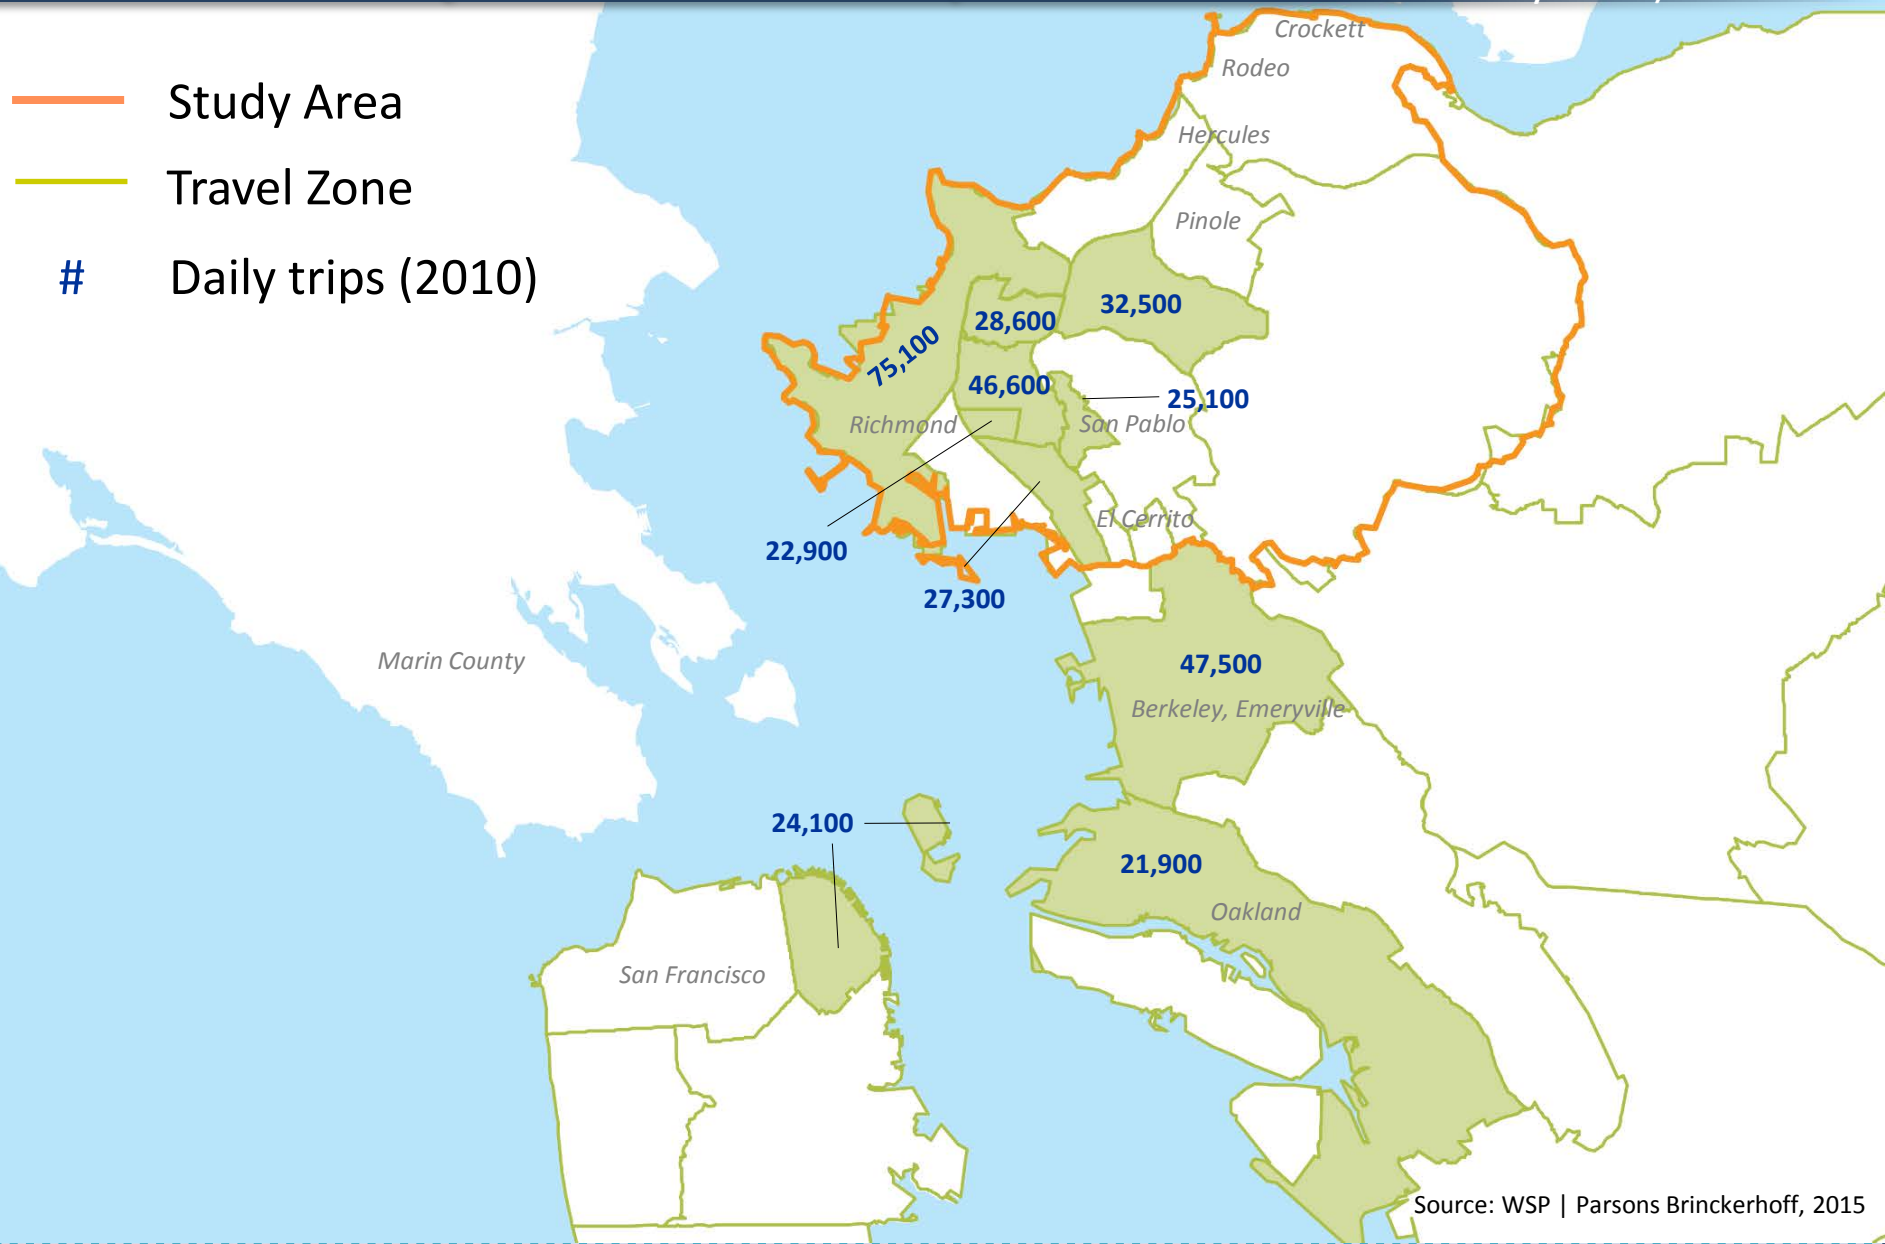 Study Area
Travel Zone
# Daily trips (2010)
Crockett
Rodeo
Hercules
Pinole
32,500
28,600
75,100
46,600
25,100
Richmond
San Pablo
El Cerrito
22,900
27,300
Marin County
47,500
Berkeley, Emeryville
24,100
21,900
Oakland
San Francisco
Source: WSP | Parsons Brinckerhoff, 2015